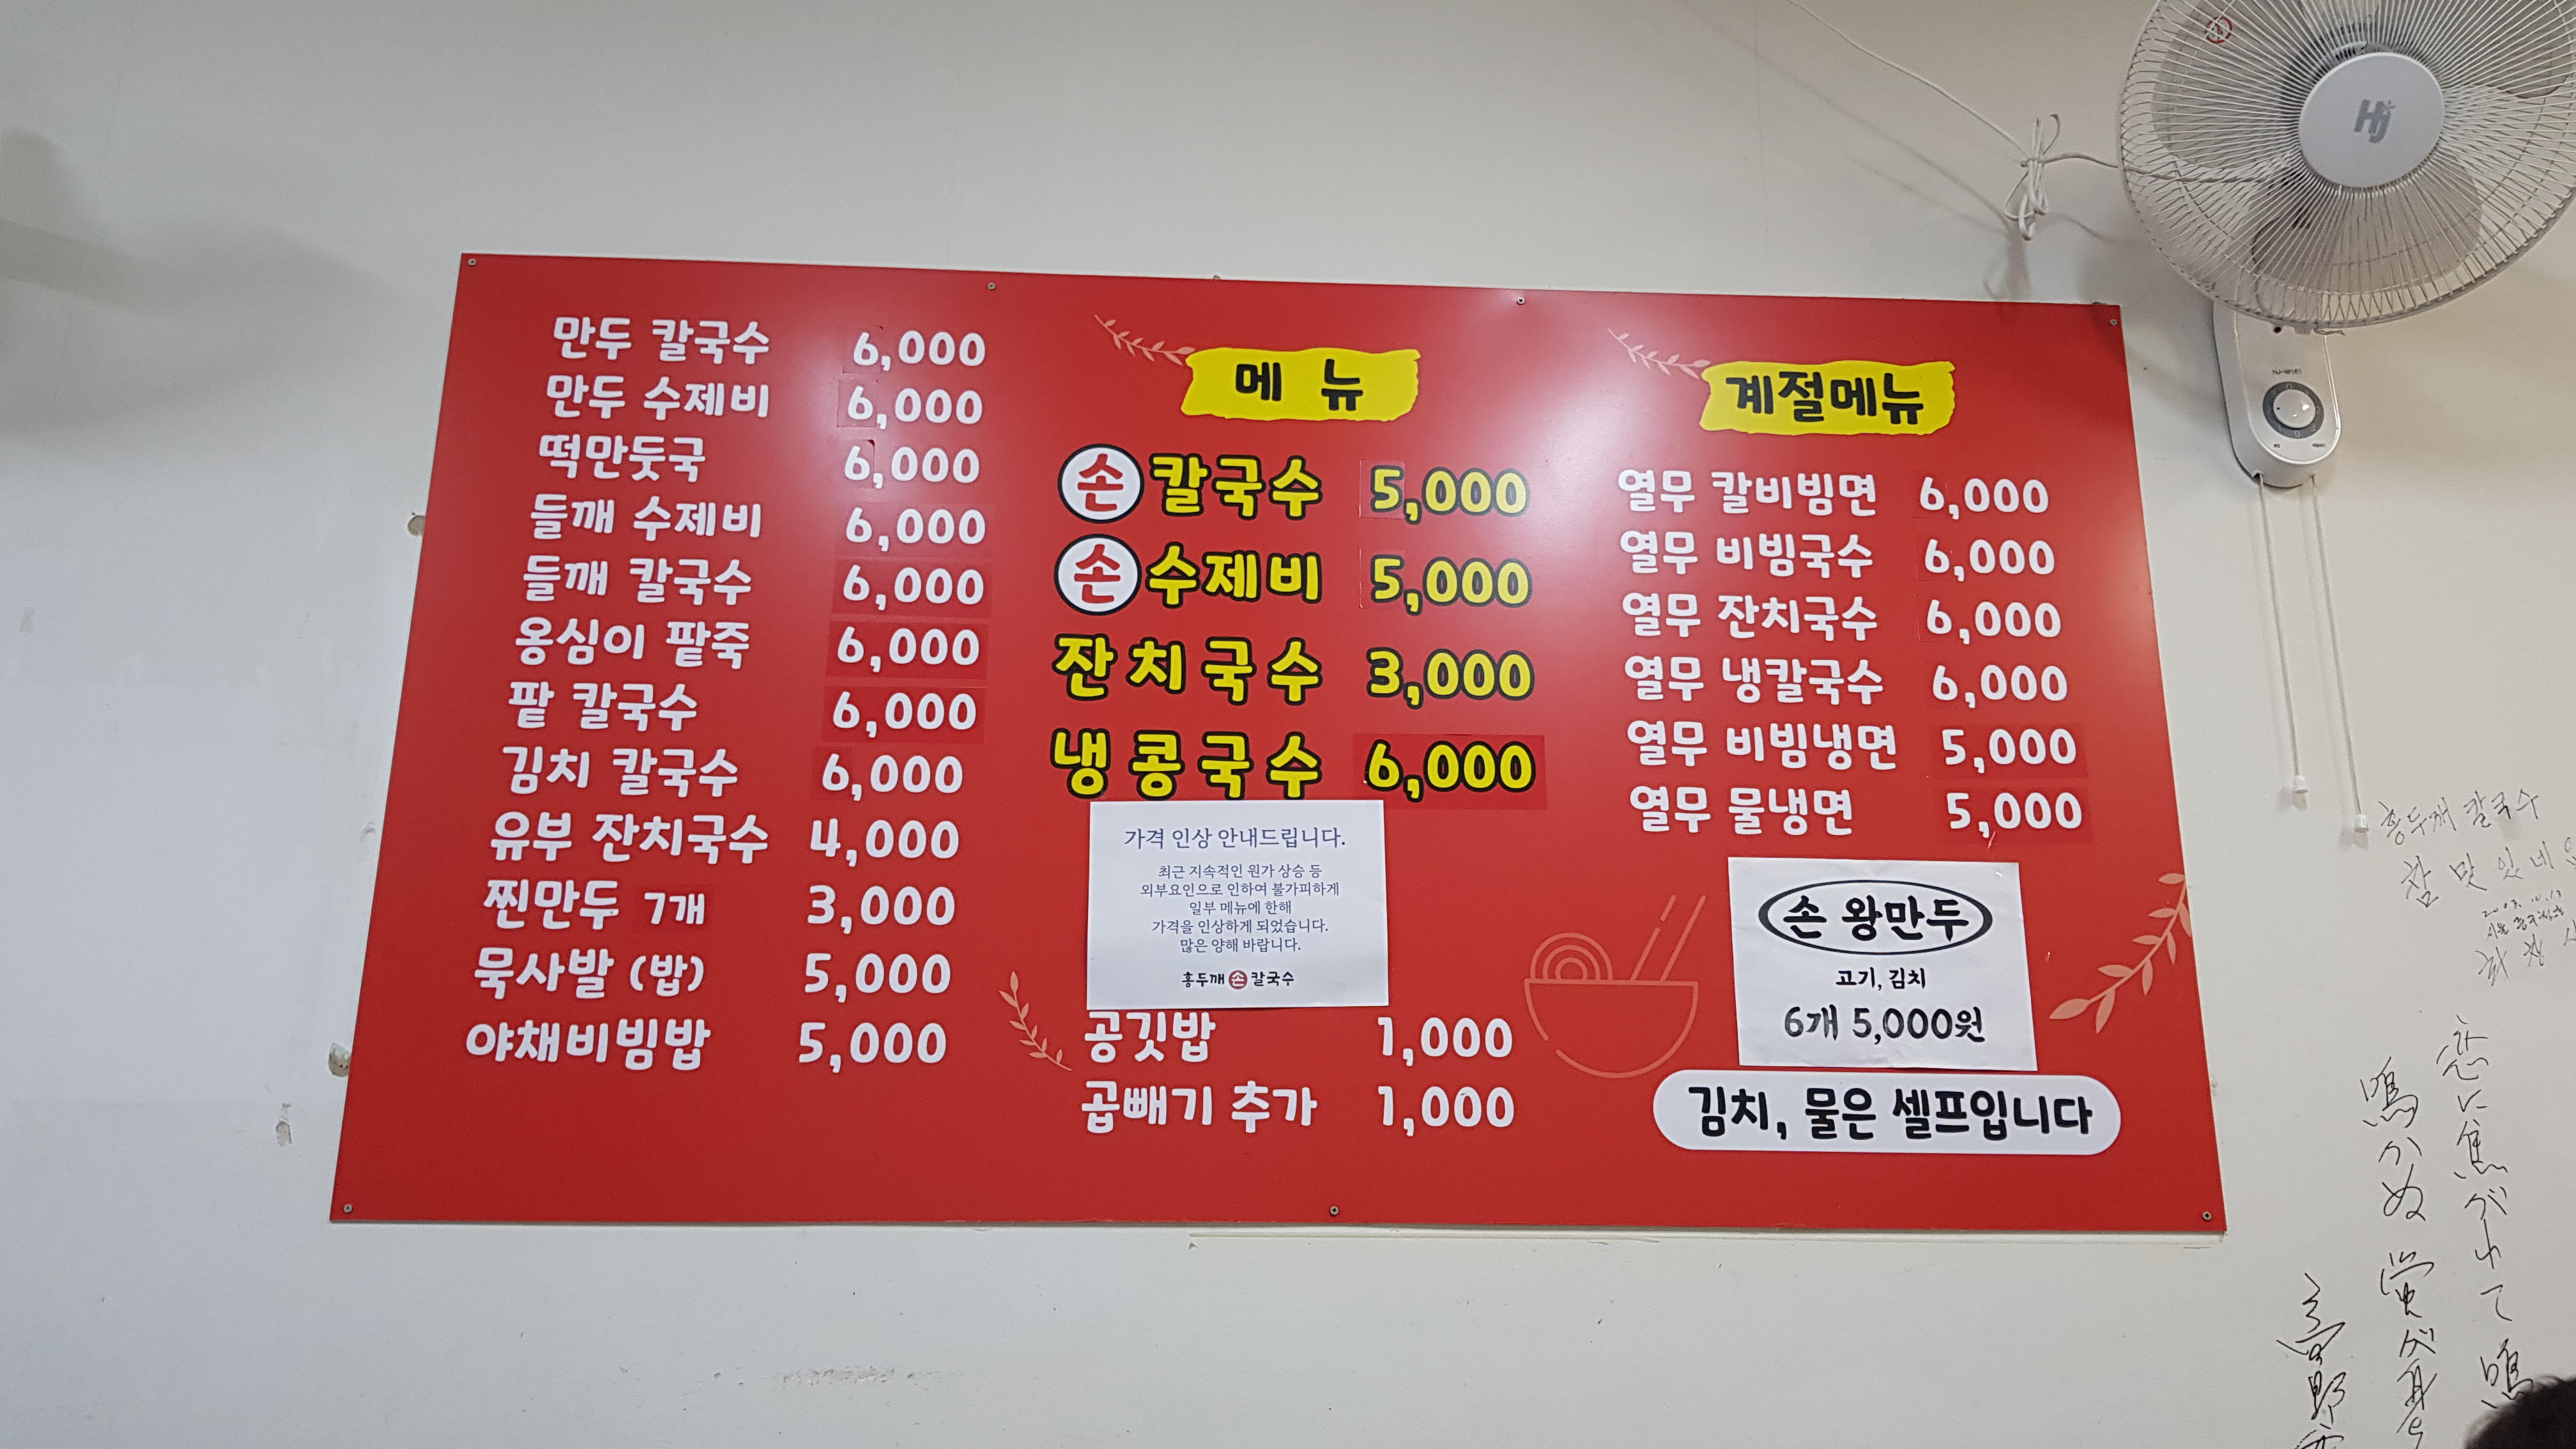 만두 칼국수 6,000
만두 수제비 6,000
떡만둣국 6,000
들깨 수제비 6,000
들깨 칼국수 6,000
옹심이 팥죽 6,000
팥 칼국수 6,000
김치 칼국수 6,000
유부 잔치국수 4,000
찐만두 7개 3,000
묵사발 (밥) 5,000
야채비빔밥 5,000
메 뉴
손 칼국수 5,000
손 수제비 5,000
잔치국수 3,000
냉콩국수 6,000
가격 인상 안내드립니다.
최근 지속적인 원가 상승 등
외부요인으로 인하여 불가피하게
일부 메뉴에 한해
가격을 인상하게 되었습니다.
많은 양해 바랍니다.
홍두깨 손 칼국수
공깃밥 1,000
곱빼기 추가 1,000
계절메뉴
열무 칼비빔면 6,000
열무 비빔국수 6,000
열무 잔치국수 6,000
열무 냉칼국수 6,000
열무 비빔냉면 5,000
열무 물냉면 5,000
손 왕만두
고기, 김치
6개 5,000원
김치, 물은 셀프입니다
HJ
홍두깨 칼국수
참 맛 있네
恋に焦がれて鳴
鳴かぬ蛍が身